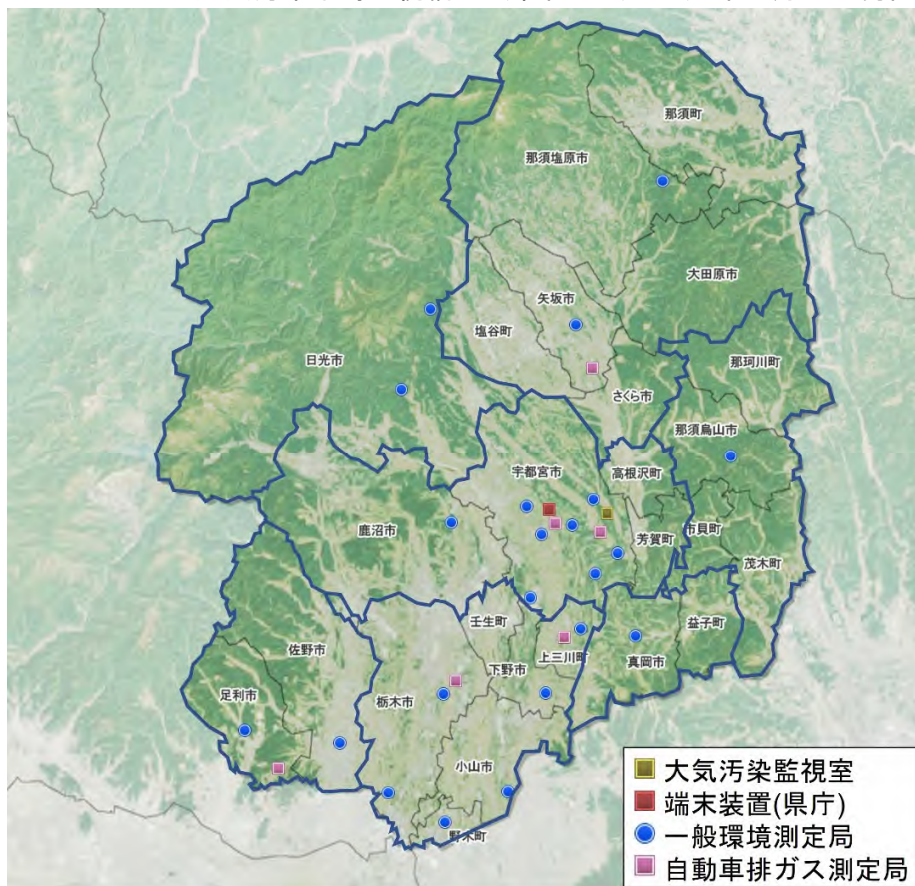 那須町
那須塩原市
大田原市
矢坂市
塩谷町
日光市
那珂川町
さくら市
那須烏山市
宇都宮市
高根沢町
鹿沼市
芳賀町
市貝町
茂木町
壬生町
益子町
佐野市
下野市
上三川町
真岡市
足利市
栃木市
小山市
野木町
大気汚染監視室
端末装置(県庁)
一般環境測定局
自動車排ガス測定局